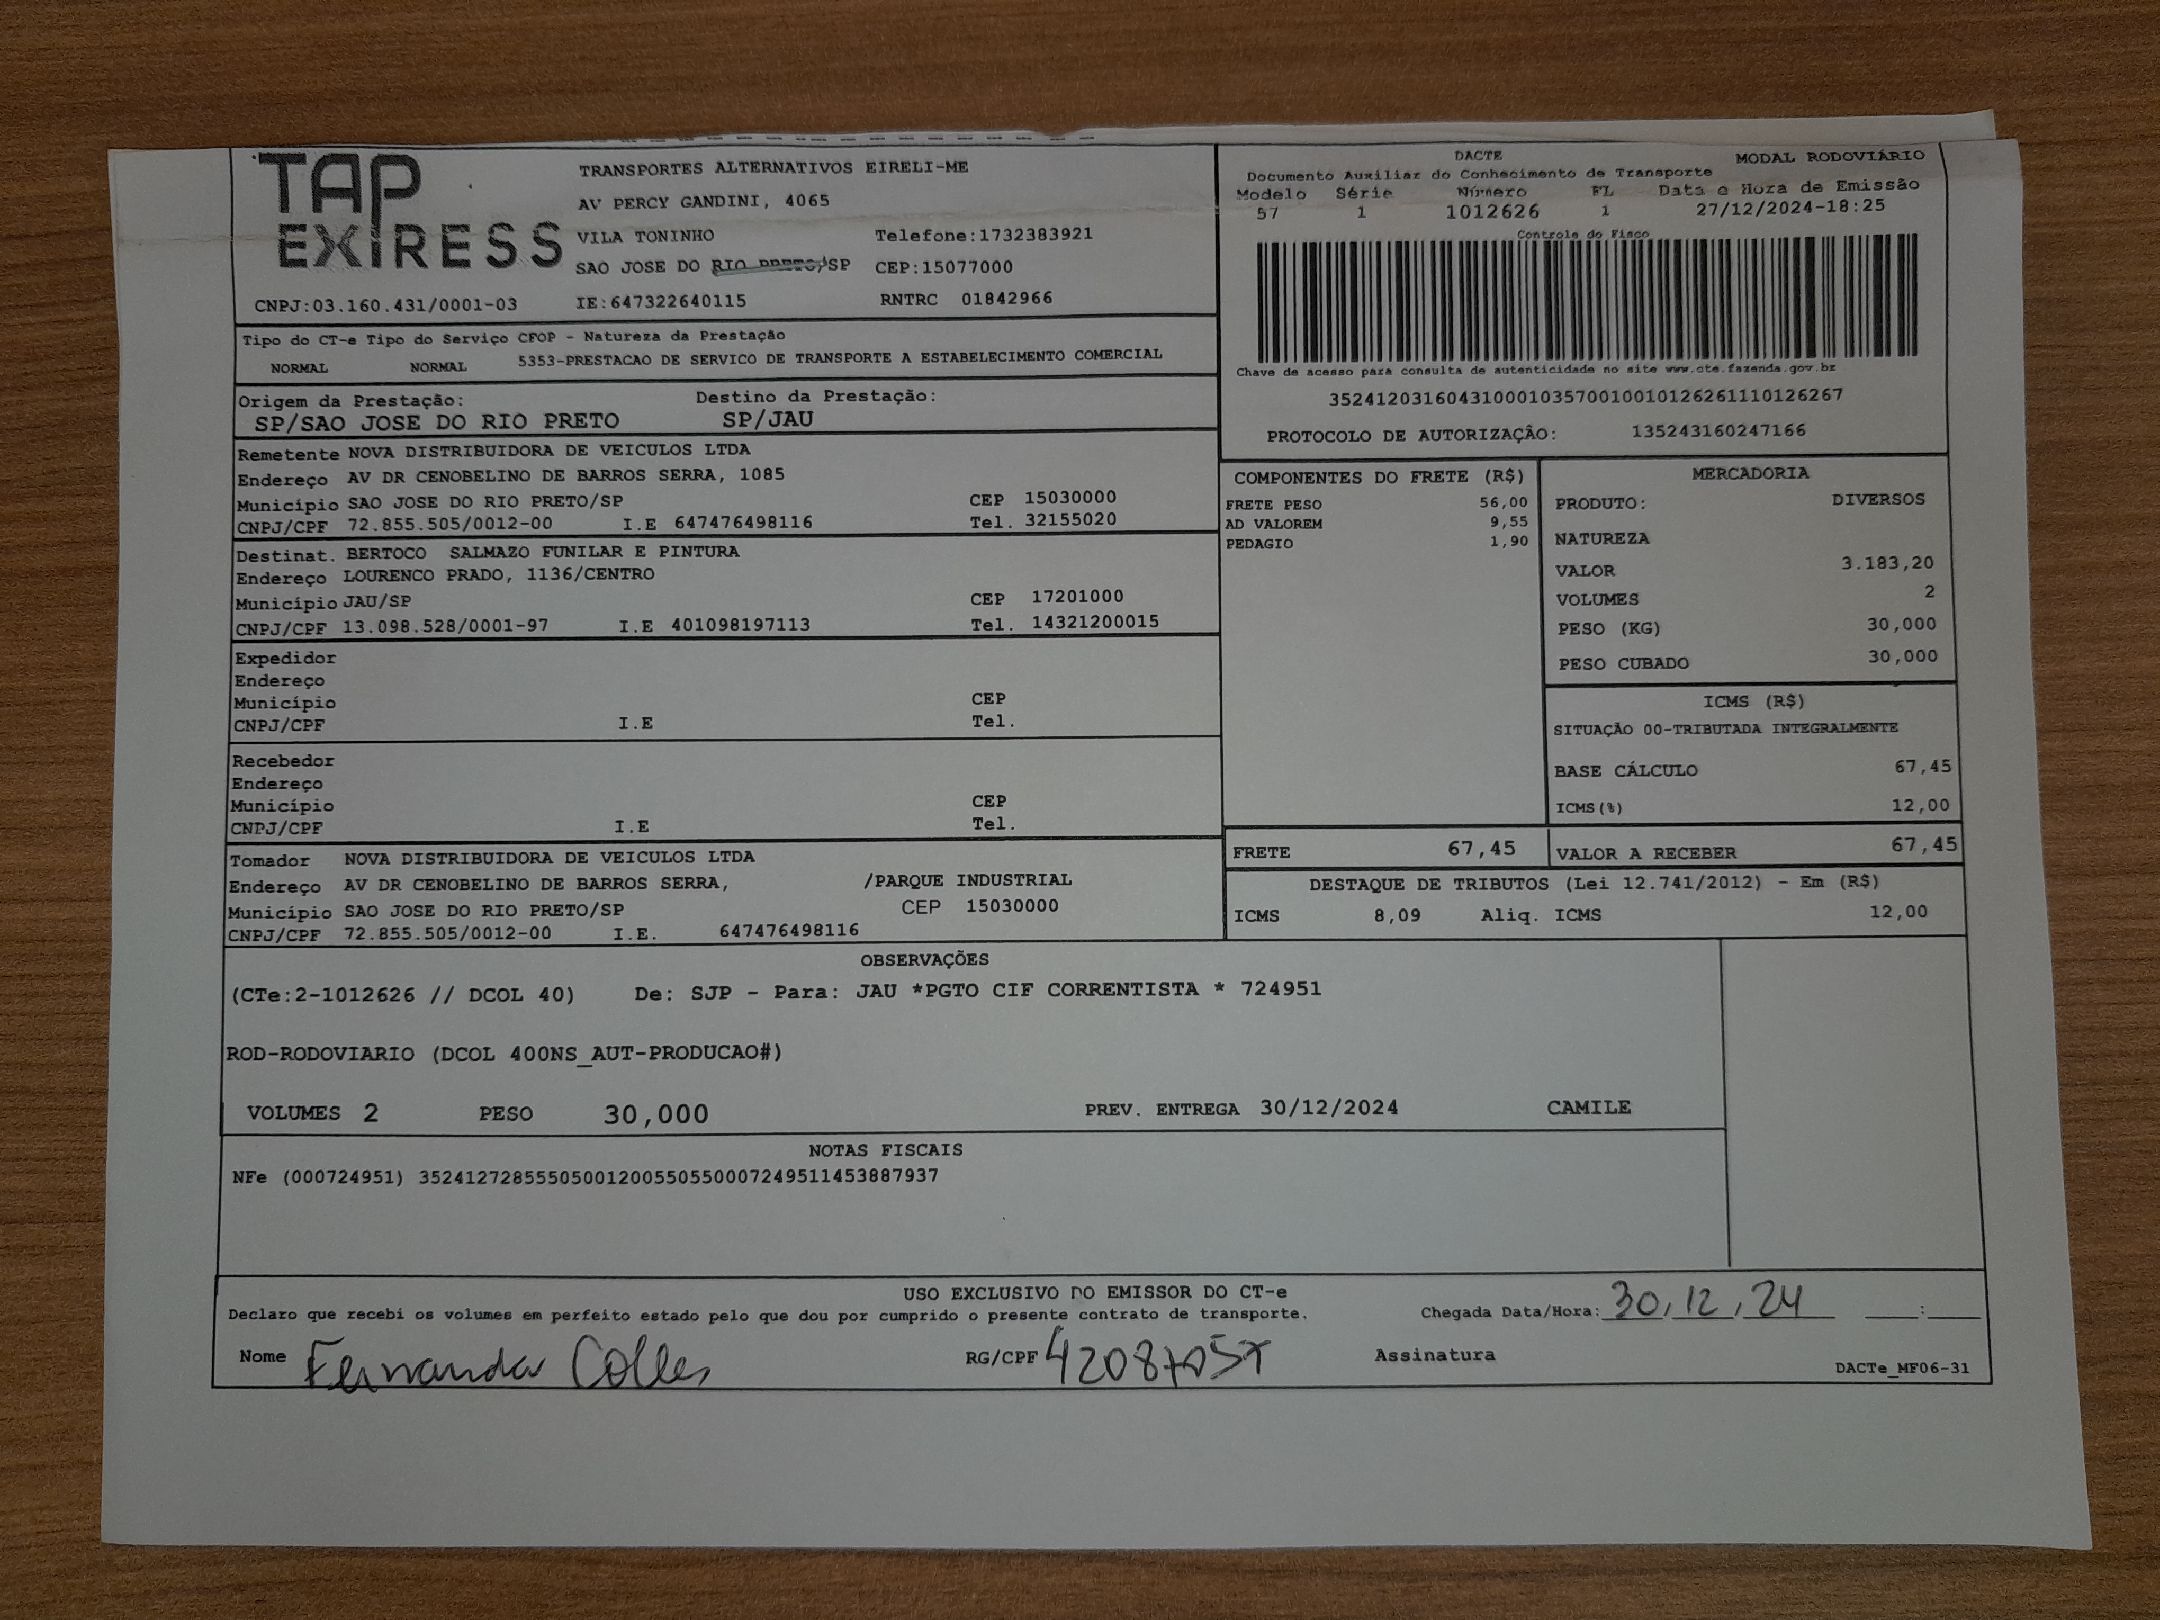 TAP
EXPRESS
TRANSPORTES ALTERNATIVOS EIRELI-ME
AV PERCY GANDINI, 4065
VILA TONINHO Telefone:1732383921
SAO JOSE DO RIO PRETO/SP CEP:15077000
CNPJ:03.160.431/0001-03 IE:647322640115 RNTRC 01842966
DACTE MODAL RODOVIÁRIO
Documento Auxiliar do Conhecimento de Transporte
Modelo Série Número FL Data e Hora de Emissão
57 1 1012626 1 27/12/2024-18:25
Controle do Fisco
Chave de acesso para consulta de autenticidade no site www.cte.fazenda.gov.br
35241203160431000103570010010126261110126267
PROTOCOLO DE AUTORIZAÇÃO: 135243160247166
Tipo do CT-e Tipo do Serviço CFOP - Natureza da Prestação
NORMAL NORMAL 5353-PRESTACAO DE SERVICO DE TRANSPORTE A ESTABELECIMENTO COMERCIAL
Origem da Prestação: Destino da Prestação:
SP/SAO JOSE DO RIO PRETO SP/JAU
Remetente NOVA DISTRIBUIDORA DE VEICULOS LTDA
Endereço AV DR CENOBELINO DE BARROS SERRA, 1085
Município SAO JOSE DO RIO PRETO/SP CEP 15030000
CNPJ/CPF 72.855.505/0012-00 I.E 647476498116 Tel. 32155020
Destinat. BERTOCO SALMAZO FUNILAR E PINTURA
Endereço LOURENCO PRADO, 1136/CENTRO
Município JAU/SP CEP 17201000
CNPJ/CPF 13.098.528/0001-97 I.E 401098197113 Tel. 14321200015
Expedidor
Endereço
Município CEP
CNPJ/CPF I.E Tel.
Recebedor
Endereço
Município CEP
CNPJ/CPF I.E Tel.
Tomador NOVA DISTRIBUIDORA DE VEICULOS LTDA
Endereço AV DR CENOBELINO DE BARROS SERRA, /PARQUE INDUSTRIAL
Município SAO JOSE DO RIO PRETO/SP CEP 15030000
CNPJ/CPF 72.855.505/0012-00 I.E. 647476498116
COMPONENTES DO FRETE (R$)
FRETE PESO 56,00
AD VALOREM 9,55
PEDAGIO 1,90
MERCADORIA
PRODUTO: DIVERSOS
NATUREZA
VALOR 3.183,20
VOLUMES 2
PESO (KG) 30,000
PESO CUBADO 30,000
ICMS (R$)
SITUAÇÃO 00-TRIBUTADA INTEGRALMENTE
BASE CÁLCULO 67,45
ICMS(%) 12,00
FRETE 67,45 VALOR A RECEBER 67,45
DESTAQUE DE TRIBUTOS (Lei 12.741/2012) - Em (R$)
ICMS 8,09 Aliq. ICMS 12,00
OBSERVAÇÕES
(CTe:2-1012626 // DCOL 40) De: SJP - Para: JAU *PGTO CIF CORRENTISTA * 724951
ROD-RODOVIARIO (DCOL 400NS_AUT-PRODUCAO#)
VOLUMES 2 PESO 30,000 PREV. ENTREGA 30/12/2024 CAMILE
NOTAS FISCAIS
NFe (000724951) 35241272855505001200550550007249511453887937
USO EXCLUSIVO DO EMISSOR DO CT-e
Declaro que recebi os volumes em perfeito estado pelo que dou por cumprido o presente contrato de transporte. Chegada Data/Hora: 30,12,24 :
Nome Fernanda RG/CPF Assinatura DACTe_MF06-31